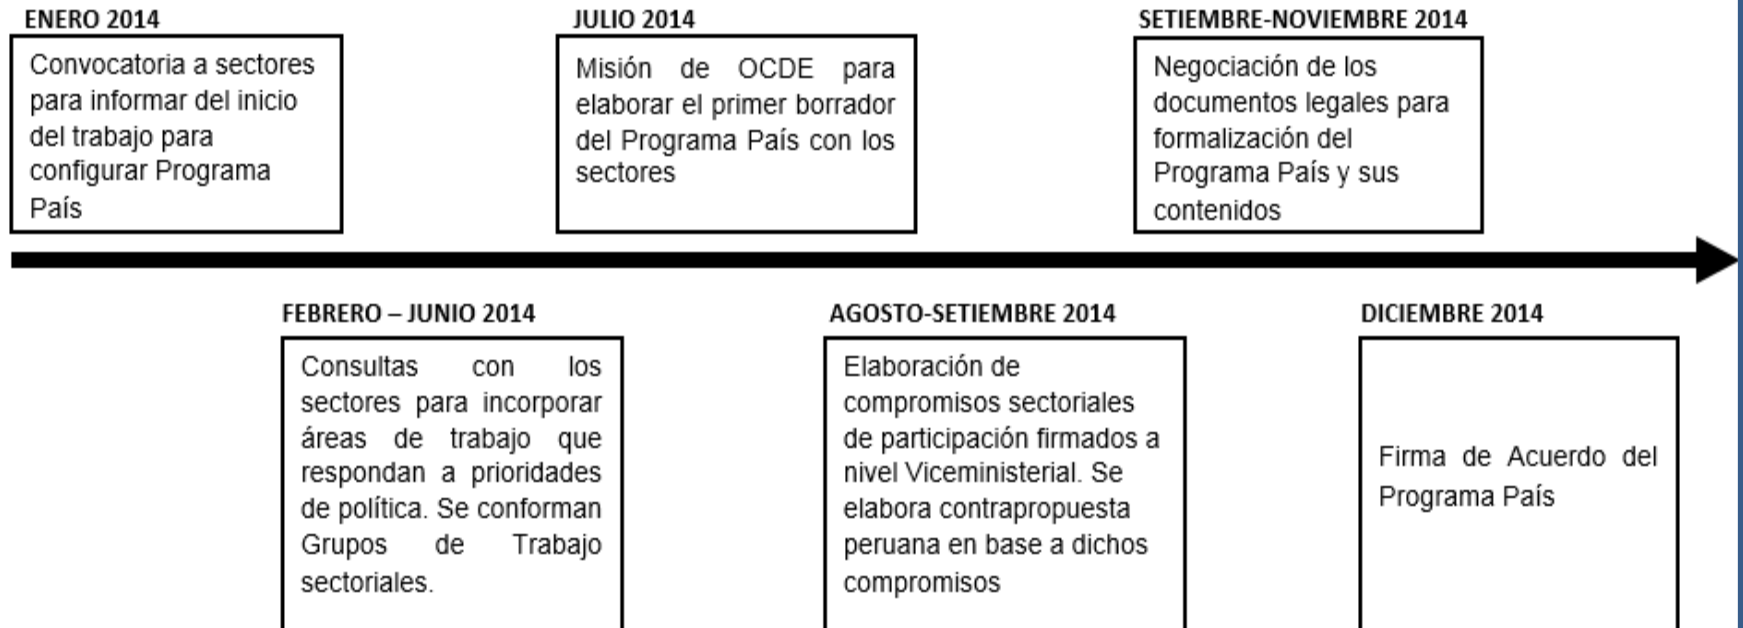 ENERO 2014
Convocatoria a sectores
para informar del inicio
del trabajo para
configurar Programa
País
JULIO 2014
Misión de OCDE para
elaborar el primer borrador
del Programa País con los
sectores
SETIEMBRE-NOVIEMBRE 2014
Negociación de los
documentos legales para
formalización del
Programa País y sus
contenidos
FEBRERO – JUNIO 2014
Consultas con los
sectores para incorporar
áreas de trabajo que
respondan a prioridades
de política. Se conforman
Grupos de Trabajo
sectoriales.
AGOSTO-SETIEMBRE 2014
Elaboración de
compromisos sectoriales
de participación firmados a
nivel Viceministerial. Se
elabora contrapropuesta
peruana en base a dichos
compromisos
DICIEMBRE 2014
Firma de Acuerdo del
Programa País